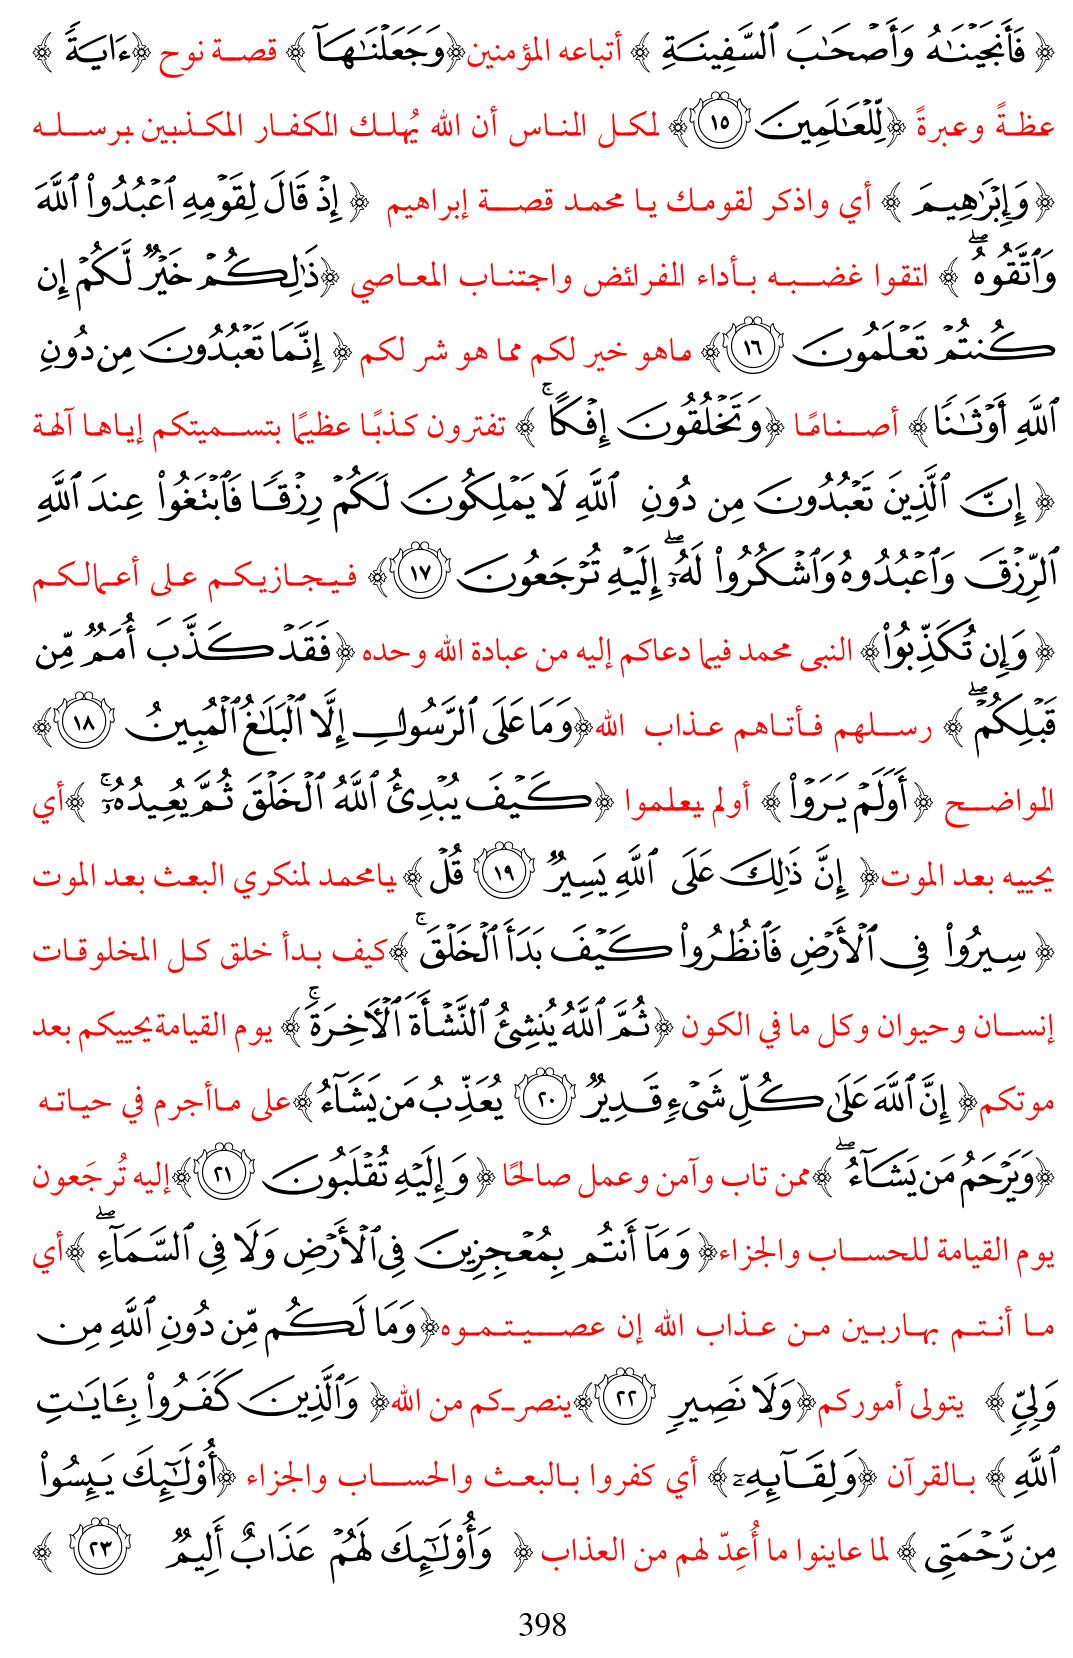 ﴿ فَأَنجَيْنَٰهُ وَأَصْحَٰبَ ٱلسَّفِينَةِ ﴾ أتباعه المؤمنين ﴿وَجَعَلْنَٰهَآ ﴾ قصة نوح ﴿ءَايَةً ﴾
عظةً وعبرةً ﴿لِّلْعَٰلَمِينَ ١٥﴾ لكل الناس أن الله يُهلك الكفار المكذبين برسله
﴿ وَإِبْرَٰهِيمَ ﴾ أي واذكر لقومك يا محمد قصة إبراهيم ﴿ إِذْ قَالَ لِقَوْمِهِ ٱعْبُدُوا۟ ٱللَّهَ
وَٱتَّقُوهُ ۖ ﴾ اتقوا غضبه بأداء الفرائض واجتناب المعاصي ﴿ذَٰلِكُمْ خَيْرٌ لَّكُمْ إِن
كُنتُمْ تَعْلَمُونَ ١٦﴾ ماهو خير لكم مما هو شر لكم ﴿ إِنَّمَا تَعْبُدُونَ مِن دُونِ
ٱللَّهِ أَوْثَٰنًا﴾ أصنامًا ﴿وَتَخْلُقُونَ إِفْكًا ۚ ﴾ تفترون كذبًا عظيمًا بتسميتكم إياها آلهة
﴿ إِنَّ ٱلَّذِينَ تَعْبُدُونَ مِن دُونِ ٱللَّهِ لَا يَمْلِكُونَ لَكُمْ رِزْقًا فَٱبْتَغُوا۟ عِندَ ٱللَّهِ
ٱلرِّزْقَ وَٱعْبُدُوهُ وَٱشْكُرُوا۟ لَهُۥٓ ۖ إِلَيْهِ تُرْجَعُونَ ١٧﴾ فيجازيكم على أعمالكم
﴿ وَإِن تُكَذِّبُوا۟﴾ النبى محمد فيما دعاكم إليه من عبادة الله وحده ﴿فَقَدْ كَذَّبَ أُمَمٌ مِّن
قَبْلِكُمْ ۖ ﴾ رسلهم فأتاهم عذاب الله﴿وَمَا عَلَى ٱلرَّسُولِ إِلَّا ٱلْبَلَٰغُ ٱلْمُبِينُ ١٨﴾
الواضح ﴿أَوَلَمْ يَرَوْا۟ ﴾ أولم يعلموا ﴿كَيْفَ يُبْدِئُ ٱللَّهُ ٱلْخَلْقَ ثُمَّ يُعِيدُهُۥٓ ۚ ﴾أي
يحييه بعد الموت﴿ إِنَّ ذَٰلِكَ عَلَى ٱللَّهِ يَسِيرٌ ١٩ قُلْ ﴾يامحمد لمنكري البعث بعد الموت
﴿ سِيرُوا۟ فِى ٱلْأَرْضِ فَٱنظُرُوا۟ كَيْفَ بَدَأَ ٱلْخَلْقَ ۚ ﴾كيف بدأ خلق كل المخلوقات
إنسان وحيوان وكل ما في الكون ﴿ثُمَّ ٱللَّهُ يُنشِئُ ٱلنَّشْأَةَ ٱلْـَٔاخِرَةَ ۚ ﴾ يوم القيامة يحييكم بعد
موتكم﴿ إِنَّ ٱللَّهَ عَلَىٰ كُلِّ شَىْءٍ قَدِيرٌ ٢٠ يُعَذِّبُ مَن يَشَآءُ ﴾على ماأجرم في حياته
﴿وَيَرْحَمُ مَن يَشَآءُ ۖ ﴾ممن تاب وآمن وعمل صالحًا ﴿ وَإِلَيْهِ تُقْلَبُونَ ٢١﴾إليه تُرجَعون
يوم القيامة للحساب والجزاء﴿ وَمَآ أَنتُم بِمُعْجِزِينَ فِى ٱلْأَرْضِ وَلَا فِى ٱلسَّمَآءِ ۖ ﴾أي
ما أنتم بهاربين من عذاب الله إن عصيتموه﴿وَمَا لَكُم مِّن دُونِ ٱللَّهِ مِن
وَلِىٍّ ﴾ يتولى أموركم﴿وَلَا نَصِيرٍ ٢٢﴾ينصركم من الله﴿ وَٱلَّذِينَ كَفَرُوا۟ بِـَٔايَٰتِ
ٱللَّهِ ﴾ بالقرآن ﴿وَلِقَآئِهِۦٓ﴾ أي كفروا بالبعث والحساب والجزاء ﴿أُو۟لَٰٓئِكَ يَئِسُوا۟
مِن رَّحْمَتِى ﴾ لما عاينوا ما أُعِدّ لهم من العذاب ﴿ وَأُو۟لَٰٓئِكَ لَهُمْ عَذَابٌ أَلِيمٌ ٢٣ ﴾
398